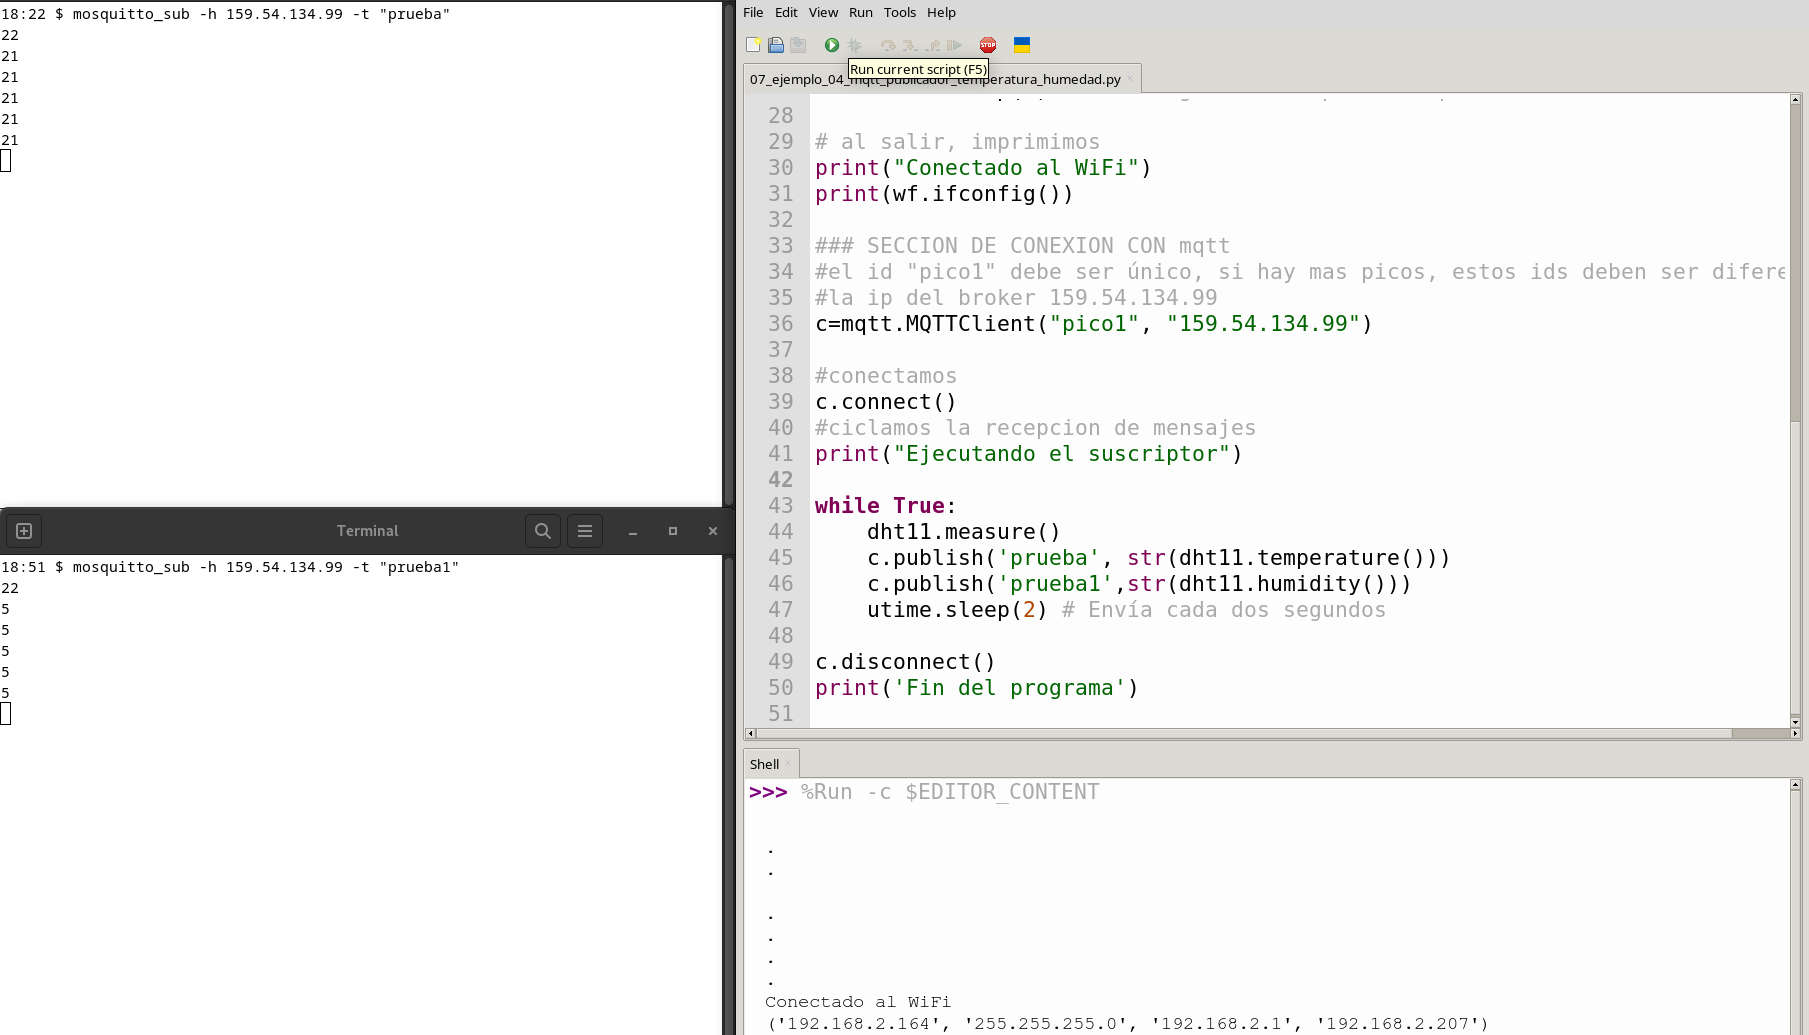 18:22 $ mosquitto_sub -h 159.54.134.99 -t "prueba"
22
21
21
21
21
21
Terminal
18:51 $ mosquitto_sub -h 159.54.134.99 -t "prueba1"
22
5
5
5
5
5
File Edit View Run Tools Help
STOP
Run current script (F5)
07_ejemplo_04_mqtt_publicador_temperatura_humedad.py
28
29 # al salir, imprimimos
30 print("Conectado al WiFi")
31 print(wf.ifconfig())
32
33 ### SECCION DE CONEXION CON mqtt
34 #el id "pico1" debe ser único, si hay mas picos, estos ids deben ser difere
35 #la ip del broker 159.54.134.99
36 c=mqtt.MQTTClient("pico1", "159.54.134.99")
37
38 #conectamos
39 c.connect()
40 #ciclamos la recepcion de mensajes
41 print("Ejecutando el suscriptor")
42
43 while True:
44     dht11.measure()
45     c.publish('prueba', str(dht11.temperature()))
46     c.publish('prueba1',str(dht11.humidity()))
47     utime.sleep(2) # Envía cada dos segundos
48
49 c.disconnect()
50 print('Fin del programa')
51
Shell
>>> %Run -c $EDITOR_CONTENT
.
.
.
.
.
.
Conectado al WiFi
('192.168.2.164', '255.255.255.0', '192.168.2.1', '192.168.2.207')